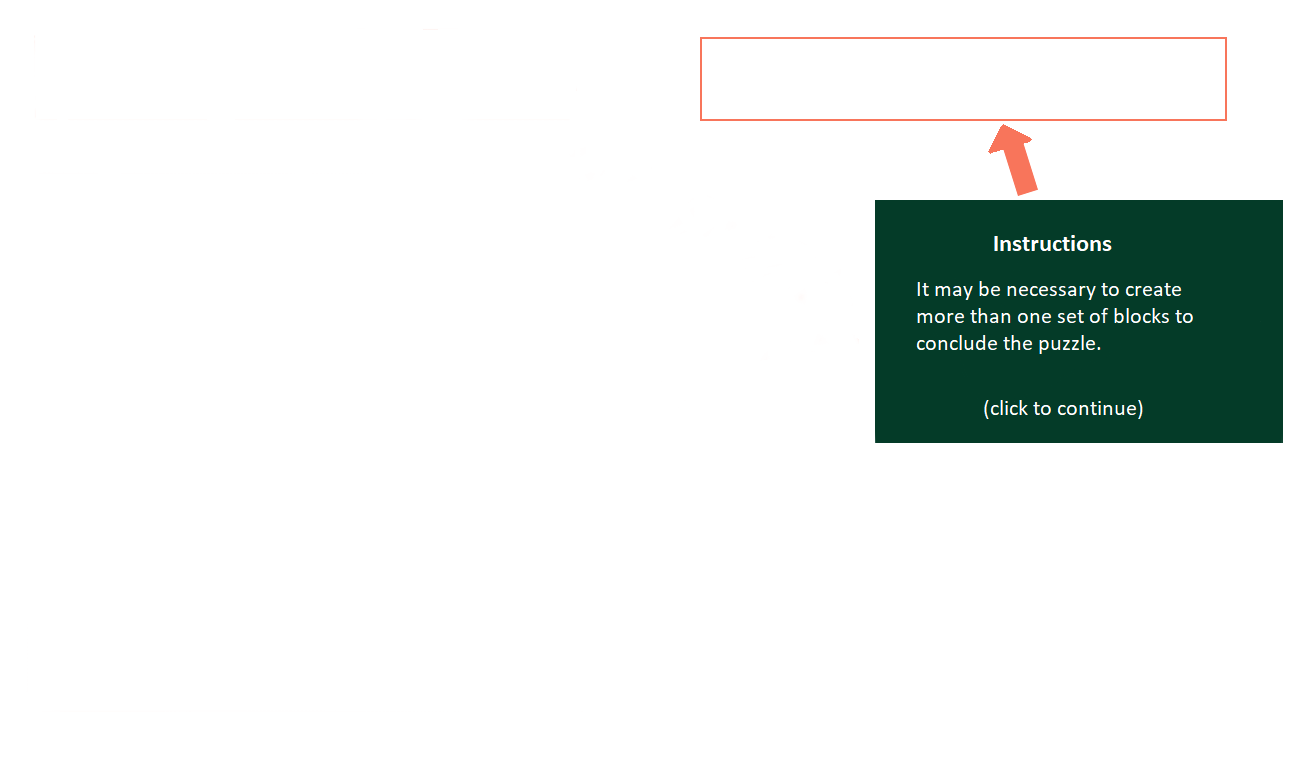 Instructions
It may be necessary to create
more than one set of blocks to
conclude the puzzle.
(click to continue)